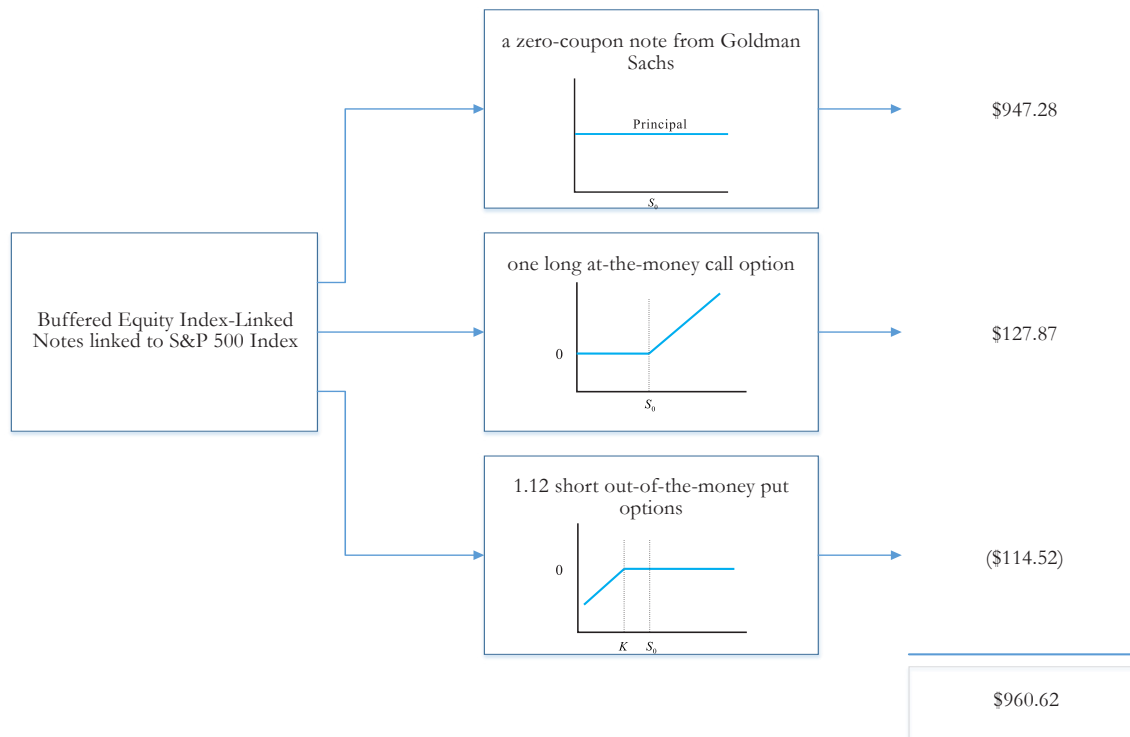 a zero-coupon note from Goldman
Sachs
Principal
S₀
$947.28
Buffered Equity Index-Linked
Notes linked to S&P 500 Index
one long at-the-money call option
0
S₀
$127.87
1.12 short out-of-the-money put
options
0
K S₀
($114.52)
$960.62